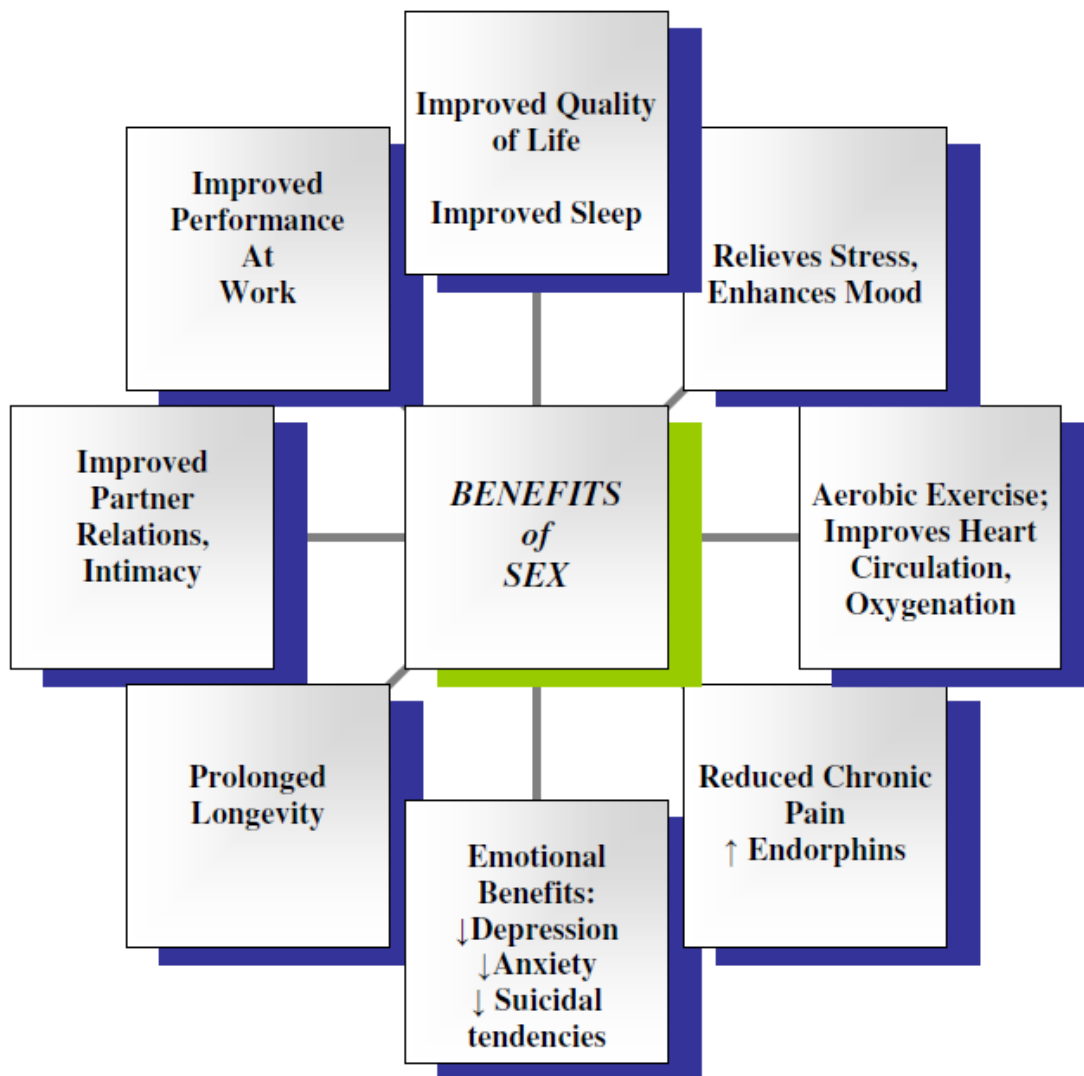 Improved Quality
of Life
Improved Sleep
Improved
Performance
At
Work
Relieves Stress,
Enhances Mood
Improved
Partner
Relations,
Intimacy
BENEFITS
of
SEX
Aerobic Exercise;
Improves Heart
Circulation,
Oxygenation
Prolonged
Longevity
Reduced Chronic
Pain
↑ Endorphins
Emotional
Benefits:
↓Depression
↓Anxiety
↓ Suicidal
tendencies